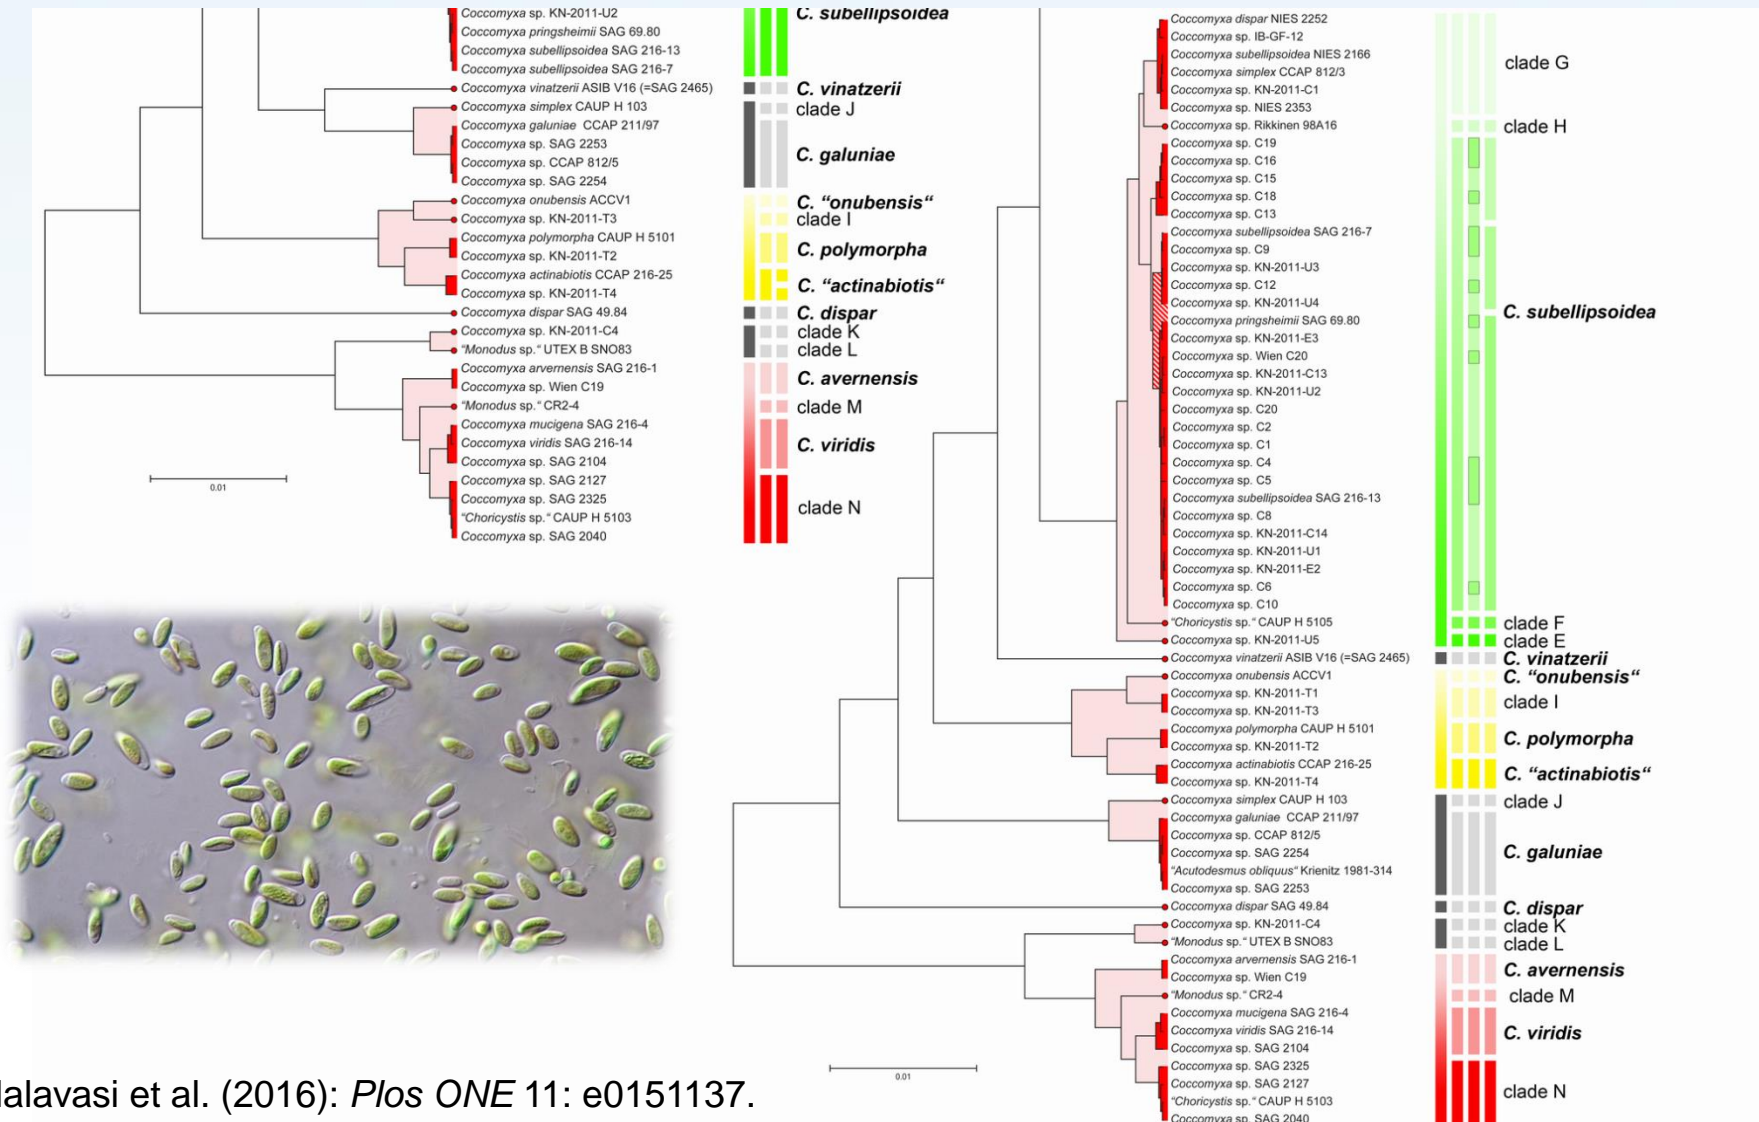 Coccomyxa sp. KN-2011-U2
Coccomyxa pringsheimii SAG 69.80
Coccomyxa subellipsoidea SAG 216-13
Coccomyxa subellipsoidea SAG 216-7
Coccomyxa vinatzerii ASIB V16 (=SAG 2465)
Coccomyxa simplex CAUP H 103
Coccomyxa galuniae CCAP 211/97
Coccomyxa sp. SAG 2253
Coccomyxa sp. CCAP 812/5
Coccomyxa sp. SAG 2254
Coccomyxa onubensis ACCV1
Coccomyxa sp. KN-2011-T3
Coccomyxa polymorpha CAUP H 5101
Coccomyxa sp. KN-2011-T2
Coccomyxa actinabiotis CCAP 216-25
Coccomyxa sp. KN-2011-T4
Coccomyxa dispar SAG 49.84
Coccomyxa sp. KN-2011-C4
"Monodus sp.“ UTEX B SNO83
Coccomyxa arvernensis SAG 216-1
Coccomyxa sp. Wien C19
"Monodus sp.“ CR2-4
Coccomyxa mucigena SAG 216-4
Coccomyxa viridis SAG 216-14
Coccomyxa sp. SAG 2104
Coccomyxa sp. SAG 2127
Coccomyxa sp. SAG 2325
"Choricystis sp.“ CAUP H 5103
Coccomyxa sp. SAG 2040
0.01
C. subellipsoidea
C. vinatzerii
clade J
C. galuniae
C. “onubensis“
clade I
C. polymorpha
C. “actinabiotis“
C. dispar
clade K
clade L
C. avernensis
clade M
C. viridis
clade N
Coccomyxa dispar NIES 2252
Coccomyxa sp. IB-GF-12
Coccomyxa subellipsoidea NIES 2166
Coccomyxa simplex CCAP 812/3
Coccomyxa sp. KN-2011-C1
Coccomyxa sp. NIES 2353
Coccomyxa sp. Rikkinen 98A16
Coccomyxa sp. C19
Coccomyxa sp. C16
Coccomyxa sp. C15
Coccomyxa sp. C18
Coccomyxa sp. C13
Coccomyxa subellipsoidea SAG 216-7
Coccomyxa sp. C9
Coccomyxa sp. KN-2011-U3
Coccomyxa sp. C12
Coccomyxa sp. KN-2011-U4
Coccomyxa pringsheimii SAG 69.80
Coccomyxa sp. KN-2011-E3
Coccomyxa sp. Wien C20
Coccomyxa sp. KN-2011-C13
Coccomyxa sp. KN-2011-U2
Coccomyxa sp. C20
Coccomyxa sp. C2
Coccomyxa sp. C1
Coccomyxa sp. C4
Coccomyxa sp. C5
Coccomyxa subellipsoidea SAG 216-13
Coccomyxa sp. C8
Coccomyxa sp. KN-2011-C14
Coccomyxa sp. KN-2011-U1
Coccomyxa sp. KN-2011-E2
Coccomyxa sp. C6
Coccomyxa sp. C10
"Choricystis sp.“ CAUP H 5105
Coccomyxa sp. KN-2011-U5
Coccomyxa vinatzerii ASIB V16 (=SAG 2465)
Coccomyxa onubensis ACCV1
Coccomyxa sp. KN-2011-T1
Coccomyxa sp. KN-2011-T3
Coccomyxa polymorpha CAUP H 5101
Coccomyxa sp. KN-2011-T2
Coccomyxa actinabiotis CCAP 216-25
Coccomyxa sp. KN-2011-T4
Coccomyxa simplex CAUP H 103
Coccomyxa galuniae CCAP 211/97
Coccomyxa sp. CCAP 812/5
Coccomyxa sp. SAG 2254
"Acutodesmus obliquus“ Krienitz 1981-314
Coccomyxa sp. SAG 2253
Coccomyxa dispar SAG 49.84
Coccomyxa sp. KN-2011-C4
"Monodus sp.“ UTEX B SNO83
Coccomyxa arvernensis SAG 216-1
Coccomyxa sp. Wien C19
"Monodus sp.“ CR2-4
Coccomyxa mucigena SAG 216-4
Coccomyxa viridis SAG 216-14
Coccomyxa sp. SAG 2104
Coccomyxa sp. SAG 2325
Coccomyxa sp. SAG 2127
"Choricystis sp.“ CAUP H 5103
Coccomyxa sp. SAG 2040
0.01
clade G
clade H
C. subellipsoidea
clade F
clade E
C. vinatzerii
C. “onubensis“
clade I
C. polymorpha
C. “actinabiotis“
clade J
C. galuniae
C. dispar
clade K
clade L
C. avernensis
clade M
C. viridis
clade N
alavasi et al. (2016): Plos ONE 11: e0151137.